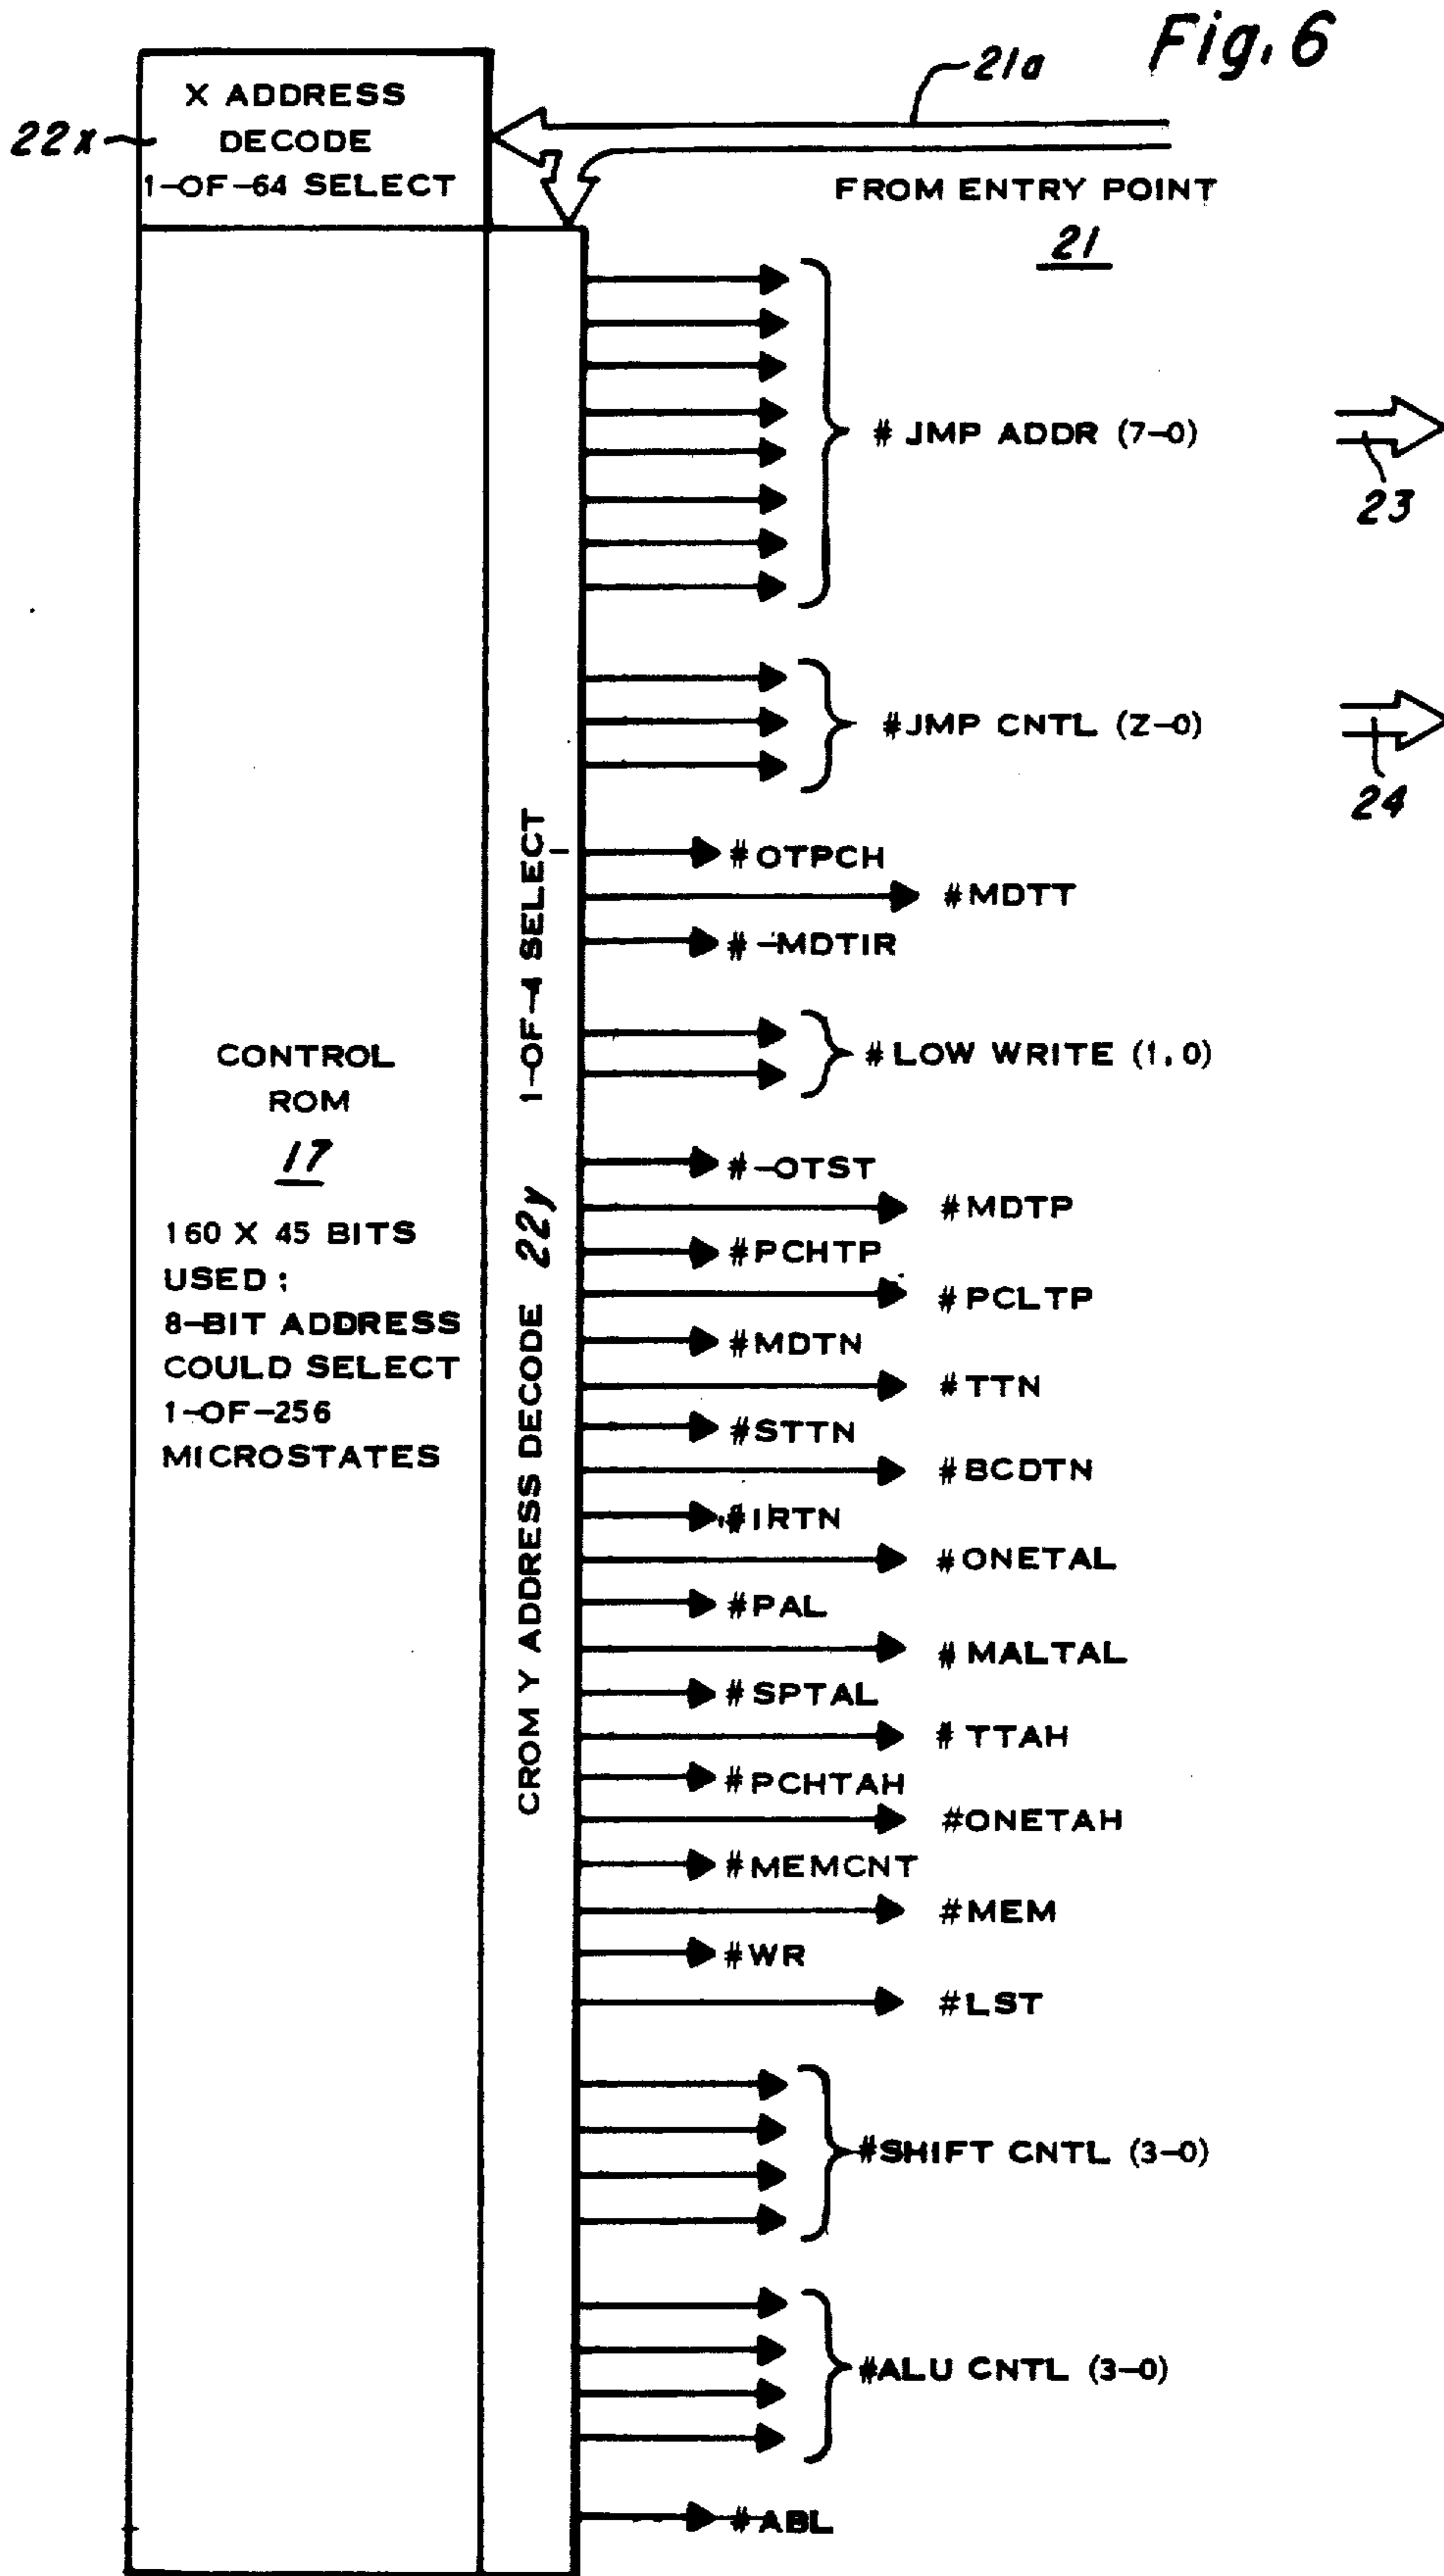 Fig. 6
21a
X ADDRESS
DECODE
1-OF-64 SELECT
22x
FROM ENTRY POINT
21
# JMP ADDR (7-0)
23
#JMP CNTL (Z-0)
24
#OTPCH
#MDTT
#-MDTIR
#LOW WRITE (1,0)
CONTROL
ROM
17
160 X 45 BITS
USED;
8-BIT ADDRESS
COULD SELECT
1-OF-256
MICROSTATES
CROM Y ADDRESS DECODE 22y 1-OF-4 SELECT
#-OTST
#MDTP
#PCHTP
#PCLTP
#MDTN
#TTN
#STTN
#BCDTN
#IRTN
#ONETAL
#PAL
#MALTAL
#SPTAL
# TTAH
#PCHTAH
#ONETAH
#MEMCNT
#MEM
#WR
#LST
#SHIFT CNTL (3-0)
#ALU CNTL (3-0)
#ABL